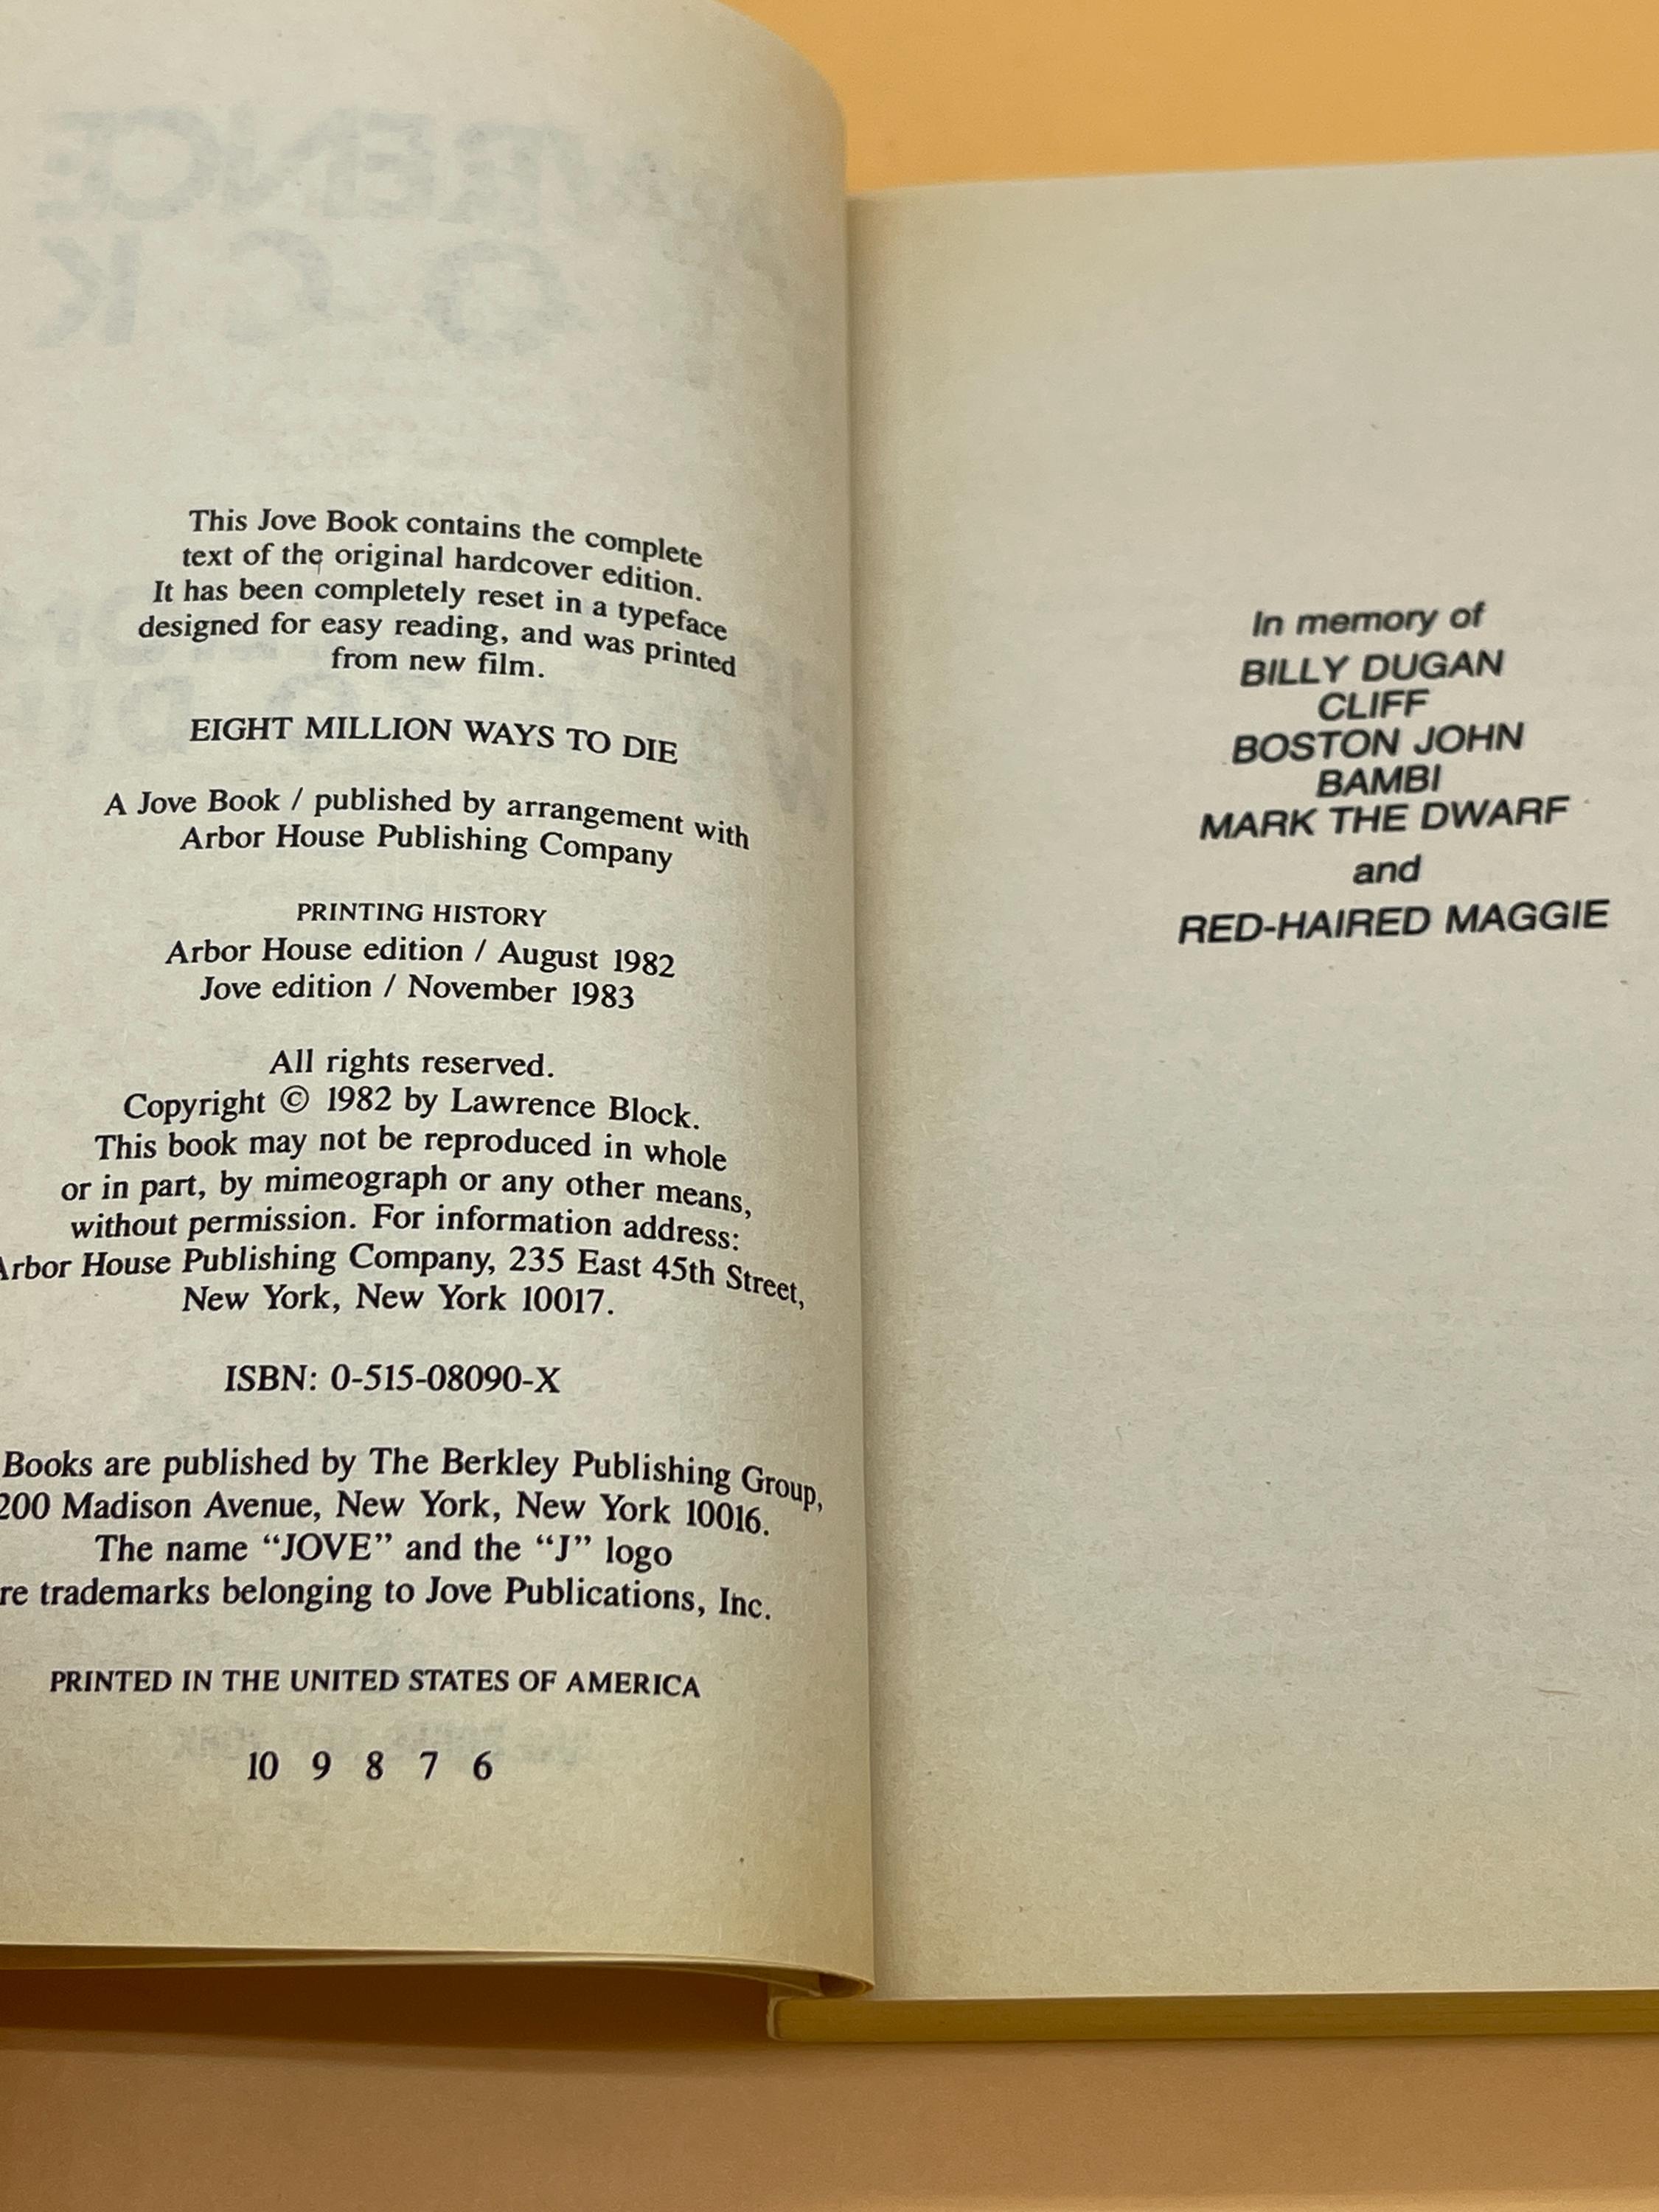 This Jove Book contains the complete
text of the original hardcover edition.
It has been completely reset in a typeface
designed for easy reading, and was printed
from new film.
EIGHT MILLION WAYS TO DIE
A Jove Book / published by arrangement with
Arbor House Publishing Company
PRINTING HISTORY
Arbor House edition / August 1982
Jove edition / November 1983
All rights reserved.
Copyright © 1982 by Lawrence Block.
This book may not be reproduced in whole
or in part, by mimeograph or any other means,
without permission. For information address:
Arbor House Publishing Company, 235 East 45th Street,
New York, New York 10017.
ISBN: 0-515-08090-X
Books are published by The Berkley Publishing Group,
200 Madison Avenue, New York, New York 10016.
The name “JOVE” and the “J” logo
re trademarks belonging to Jove Publications, Inc.
PRINTED IN THE UNITED STATES OF AMERICA
10 9 8 7 6
In memory of
BILLY DUGAN
CLIFF
BOSTON JOHN
BAMBI
MARK THE DWARF
and
RED-HAIRED MAGGIE